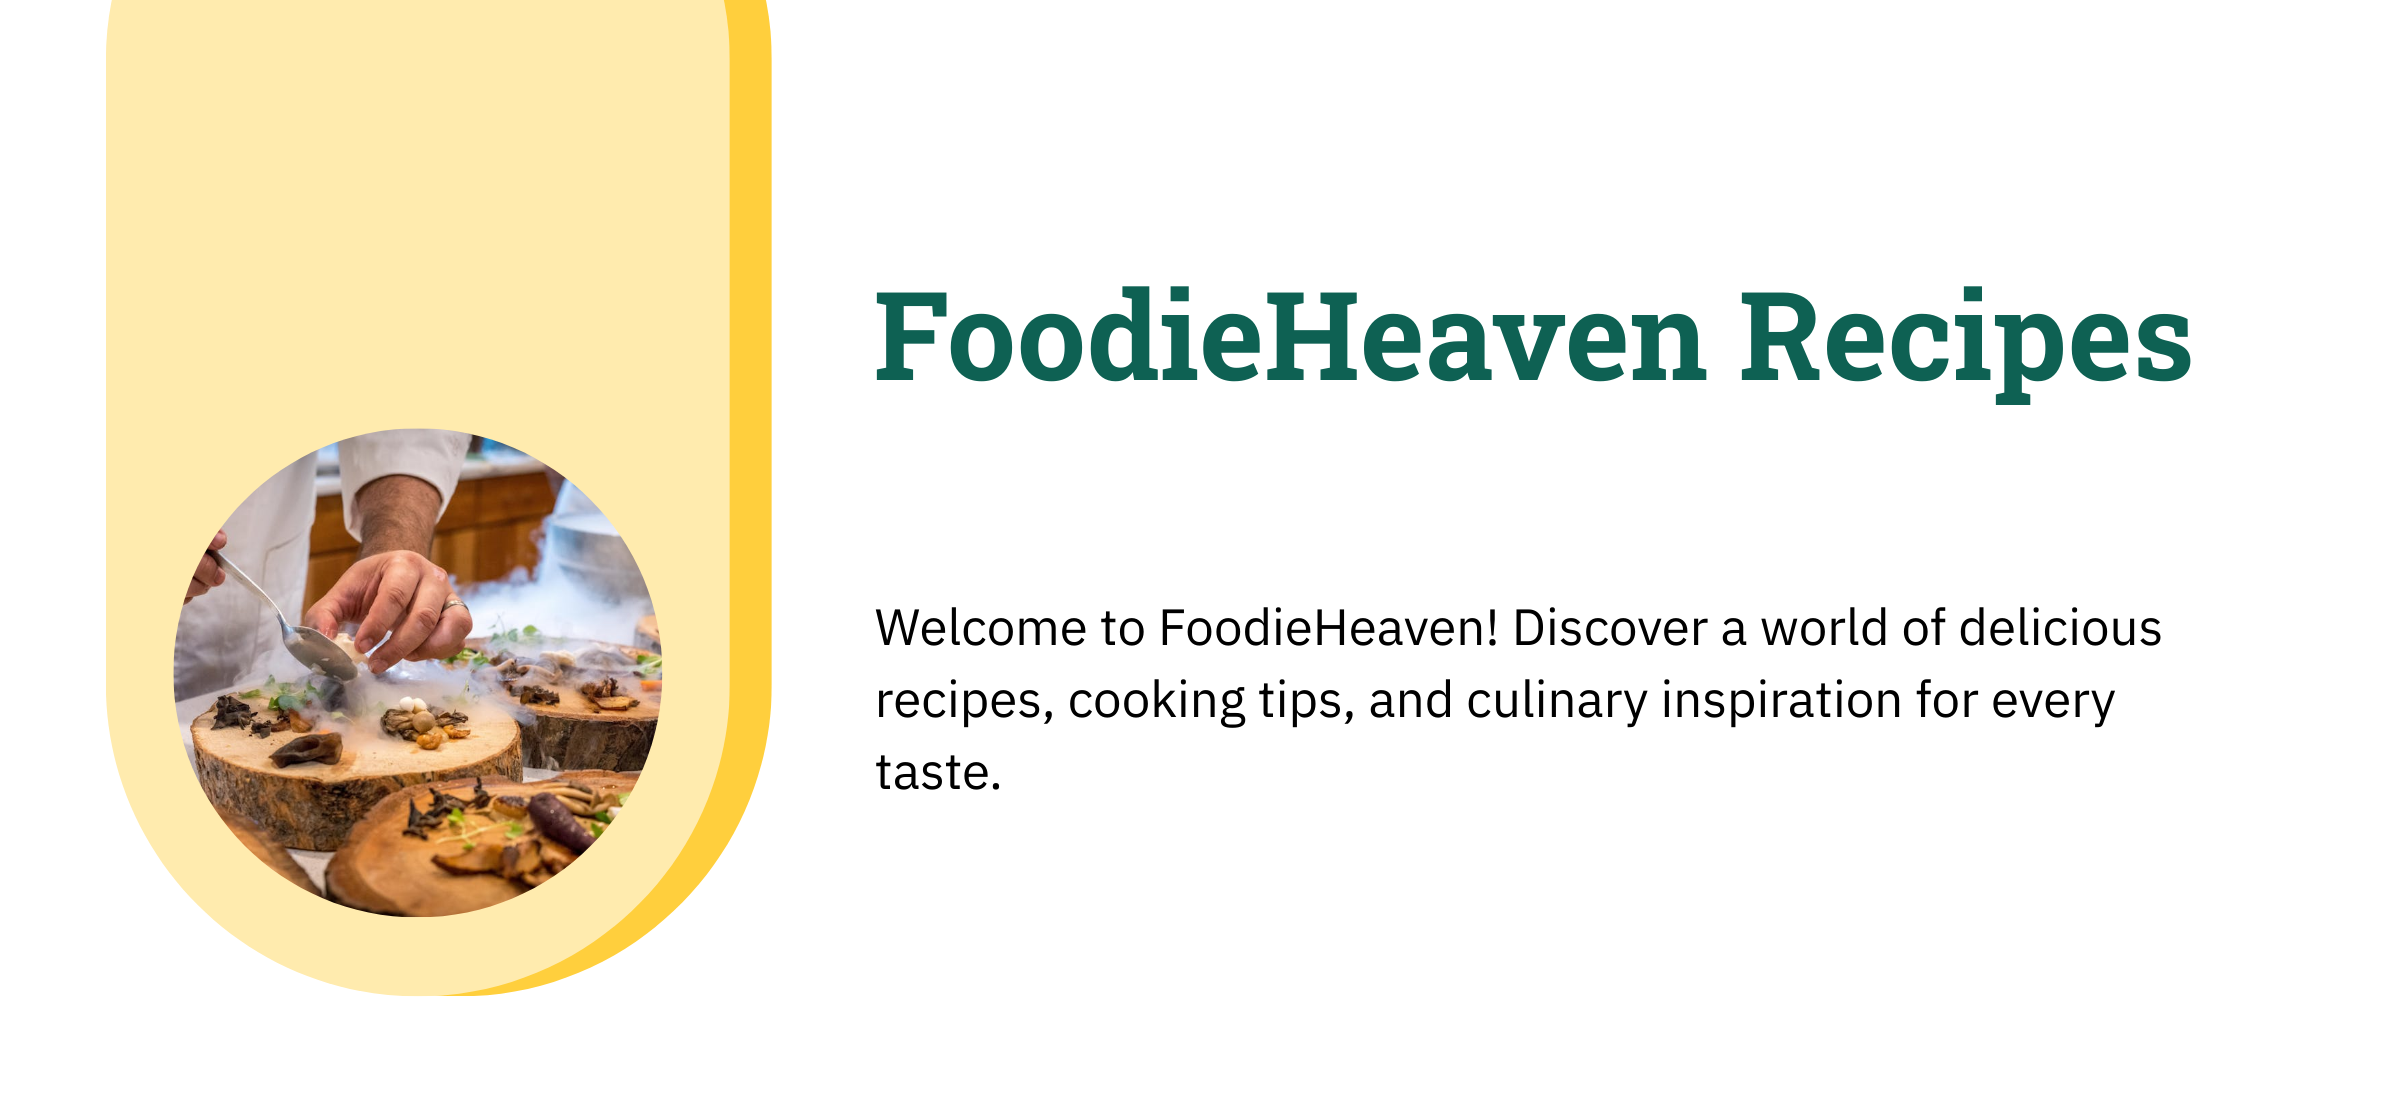 FoodieHeaven Recipes
Welcome to FoodieHeaven! Discover a world of delicious
recipes, cooking tips, and culinary inspiration for every
taste.